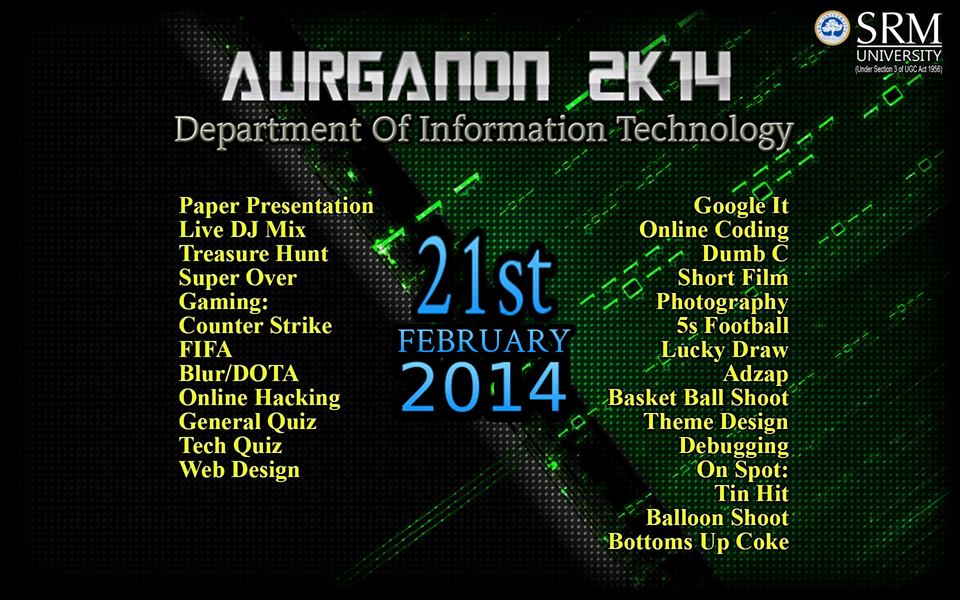 SRM
UNIVERSITY
(Under Section 3 of UGC Act 1956)
AURGANON 2K14
Department Of Information Technology
Paper Presentation
Live DJ Mix
Treasure Hunt
Super Over
Gaming:
Counter Strike
FIFA
Blur/DOTA
Online Hacking
General Quiz
Tech Quiz
Web Design
21st
FEBRUARY
2014
Google It
Online Coding
Dumb C
Short Film
Photography
5s Football
Lucky Draw
Adzap
Basket Ball Shoot
Theme Design
Debugging
On Spot:
Tin Hit
Balloon Shoot
Bottoms Up Coke